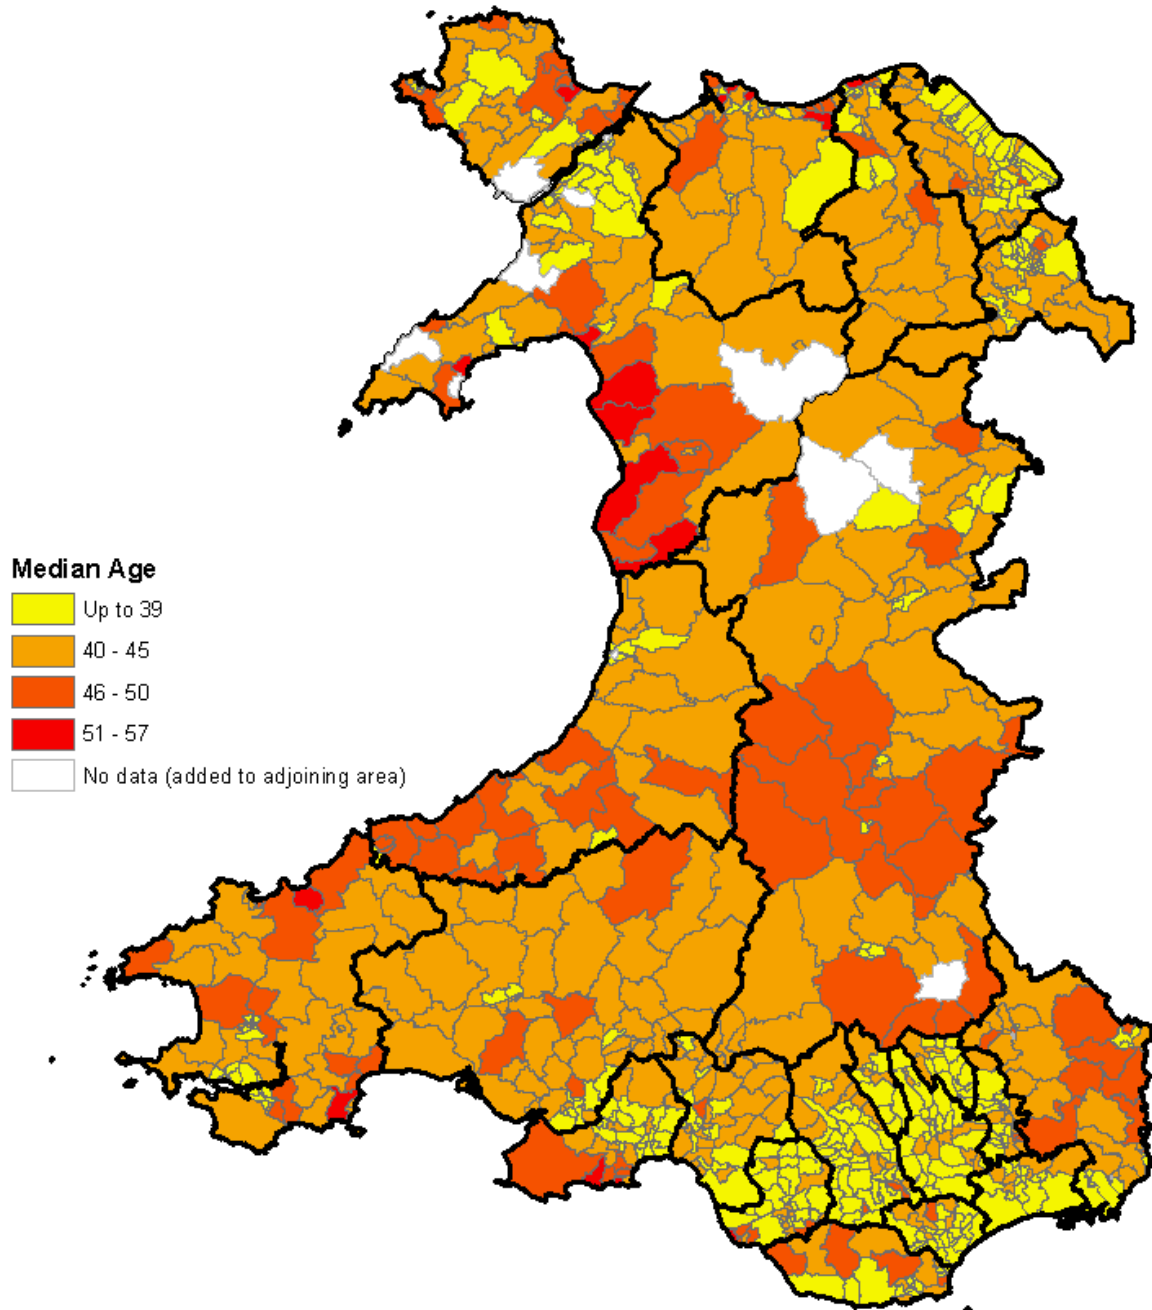 Median Age
Up to 39
40 - 45
46 - 50
51 - 57
No data (added to adjoining area)